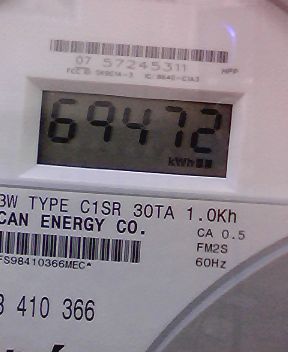 07 57245311
MPP
69472
kWh
3W TYPE C1SR 30TA 1.0Kh
CAN ENERGY CO.
CA 0.5
FM2S
60Hz
FS98410366MEC*
410 366